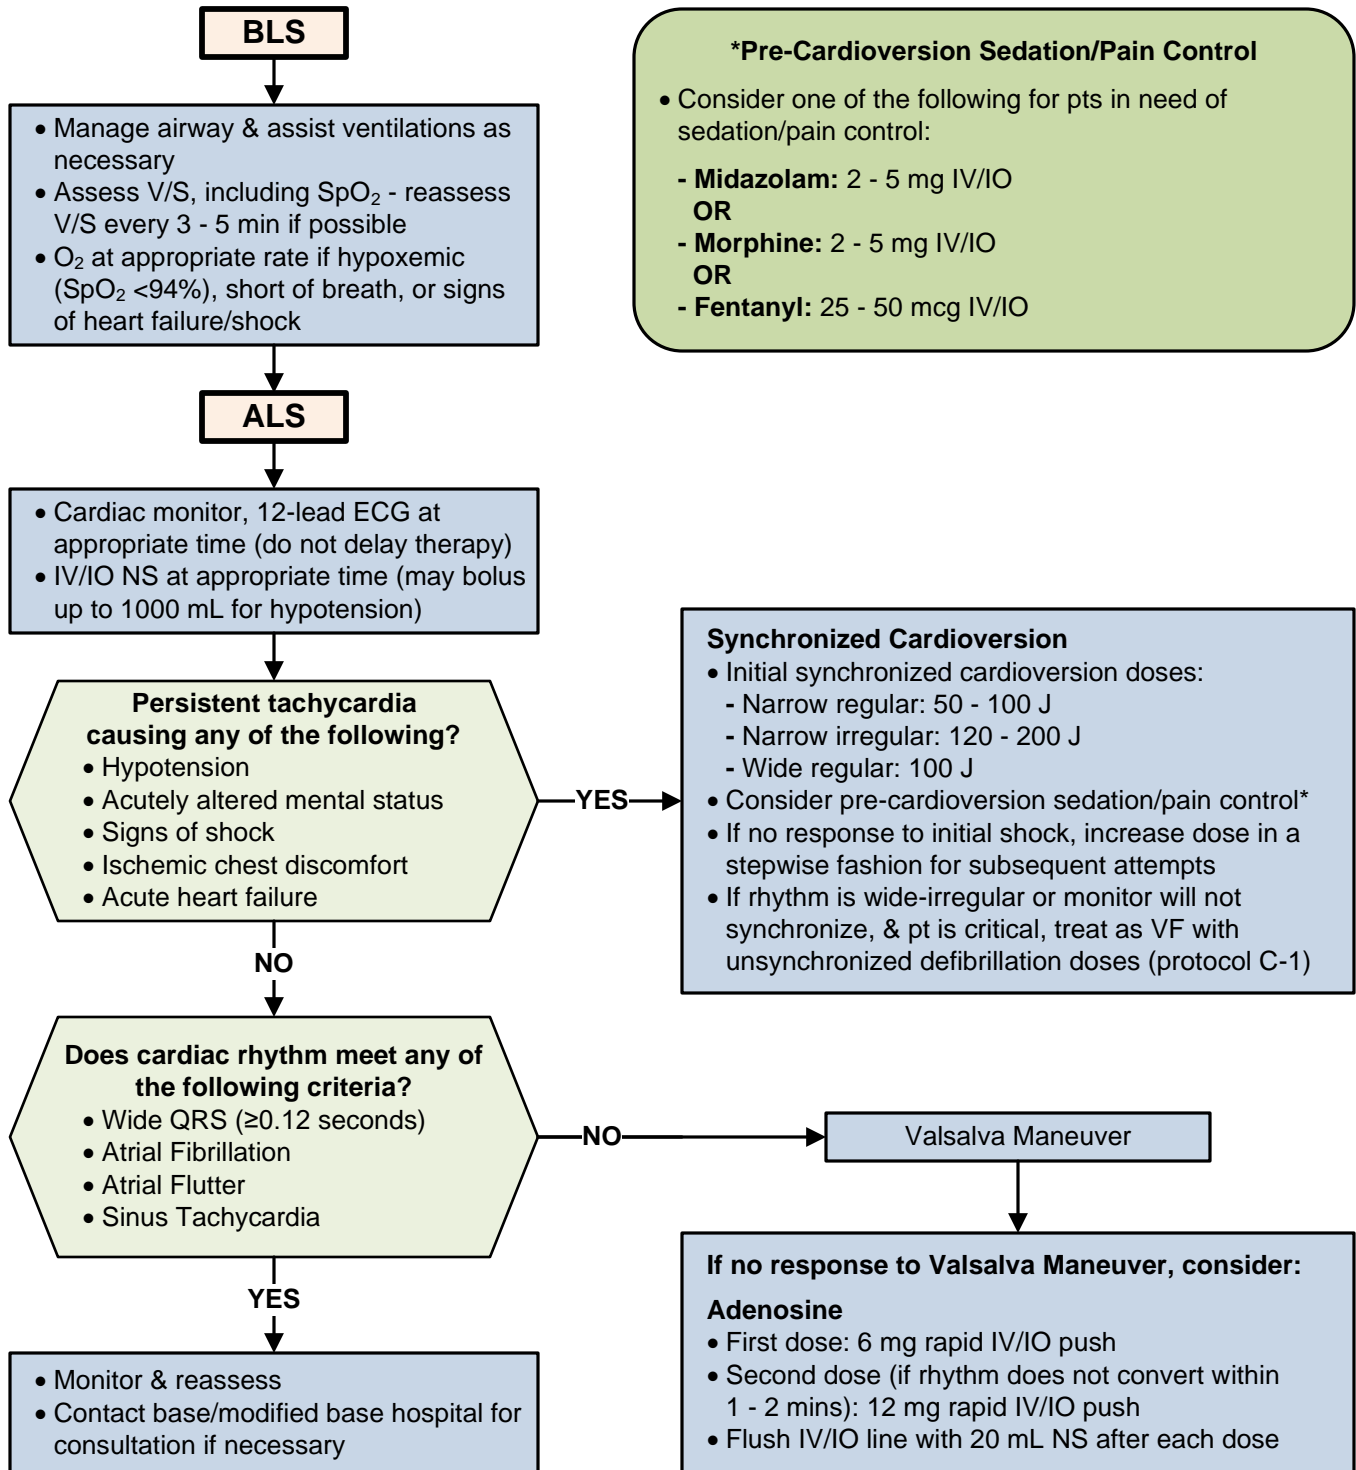 BLS
• Manage airway & assist ventilations as
necessary
• Assess V/S, including SpO₂ - reassess
V/S every 3 - 5 min if possible
• O₂ at appropriate rate if hypoxemic
(SpO₂ <94%), short of breath, or signs
of heart failure/shock
*Pre-Cardioversion Sedation/Pain Control
• Consider one of the following for pts in need of
sedation/pain control:
- Midazolam: 2 - 5 mg IV/IO
OR
- Morphine: 2 - 5 mg IV/IO
OR
- Fentanyl: 25 - 50 mcg IV/IO
ALS
• Cardiac monitor, 12-lead ECG at
appropriate time (do not delay therapy)
• IV/IO NS at appropriate time (may bolus
up to 1000 mL for hypotension)
Persistent tachycardia
causing any of the following?
• Hypotension
• Acutely altered mental status
• Signs of shock
• Ischemic chest discomfort
• Acute heart failure
YES
Synchronized Cardioversion
• Initial synchronized cardioversion doses:
- Narrow regular: 50 - 100 J
- Narrow irregular: 120 - 200 J
- Wide regular: 100 J
• Consider pre-cardioversion sedation/pain control*
• If no response to initial shock, increase dose in a
stepwise fashion for subsequent attempts
• If rhythm is wide-irregular or monitor will not
synchronize, & pt is critical, treat as VF with
unsynchronized defibrillation doses (protocol C-1)
NO
Does cardiac rhythm meet any of
the following criteria?
• Wide QRS (≥0.12 seconds)
• Atrial Fibrillation
• Atrial Flutter
• Sinus Tachycardia
NO
Valsalva Maneuver
YES
• Monitor & reassess
• Contact base/modified base hospital for
consultation if necessary
If no response to Valsalva Maneuver, consider:
Adenosine
• First dose: 6 mg rapid IV/IO push
• Second dose (if rhythm does not convert within
1 - 2 mins): 12 mg rapid IV/IO push
• Flush IV/IO line with 20 mL NS after each dose